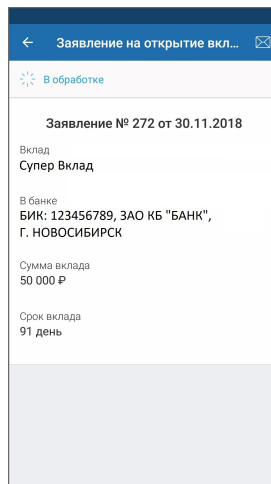 Заявление на открытие вкл...
В обработке
Заявление № 272 от 30.11.2018
Вклад
Супер Вклад
В банке
БИК: 123456789, ЗАО КБ "БАНК",
Г. НОВОСИБИРСК
Сумма вклада
50 000 ₽
Срок вклада
91 день